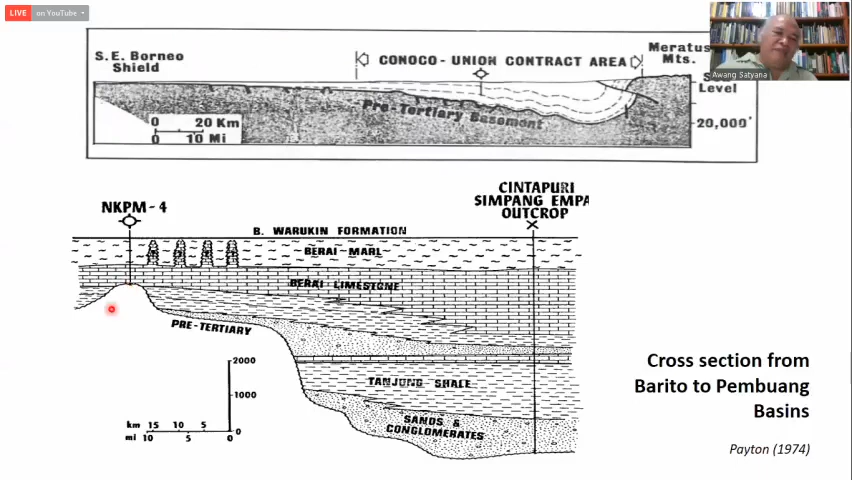 LIVE on YouTube
Awang Satyana
S.E. Borneo
Shield
CONOCO - UNION CONTRACT AREA
Meratus
Mts.
Level
Pre-Tertiary Basement
0 20 Km
0 10 Mi
20,000'
NKPM-4
CINTAPURI
SIMPANG EMPA
OUTCROP
B. WARUKIN FORMATION
BERAI-MARL
BERAI LIMESTONE
PRE-TERTIARY
2000
1000
0
TANJUNG SHALE
SANDS &
CONGLOMERATES
km 15 10 5
mi 10 5 0
Cross section from
Barito to Pembuang
Basins
Payton (1974)